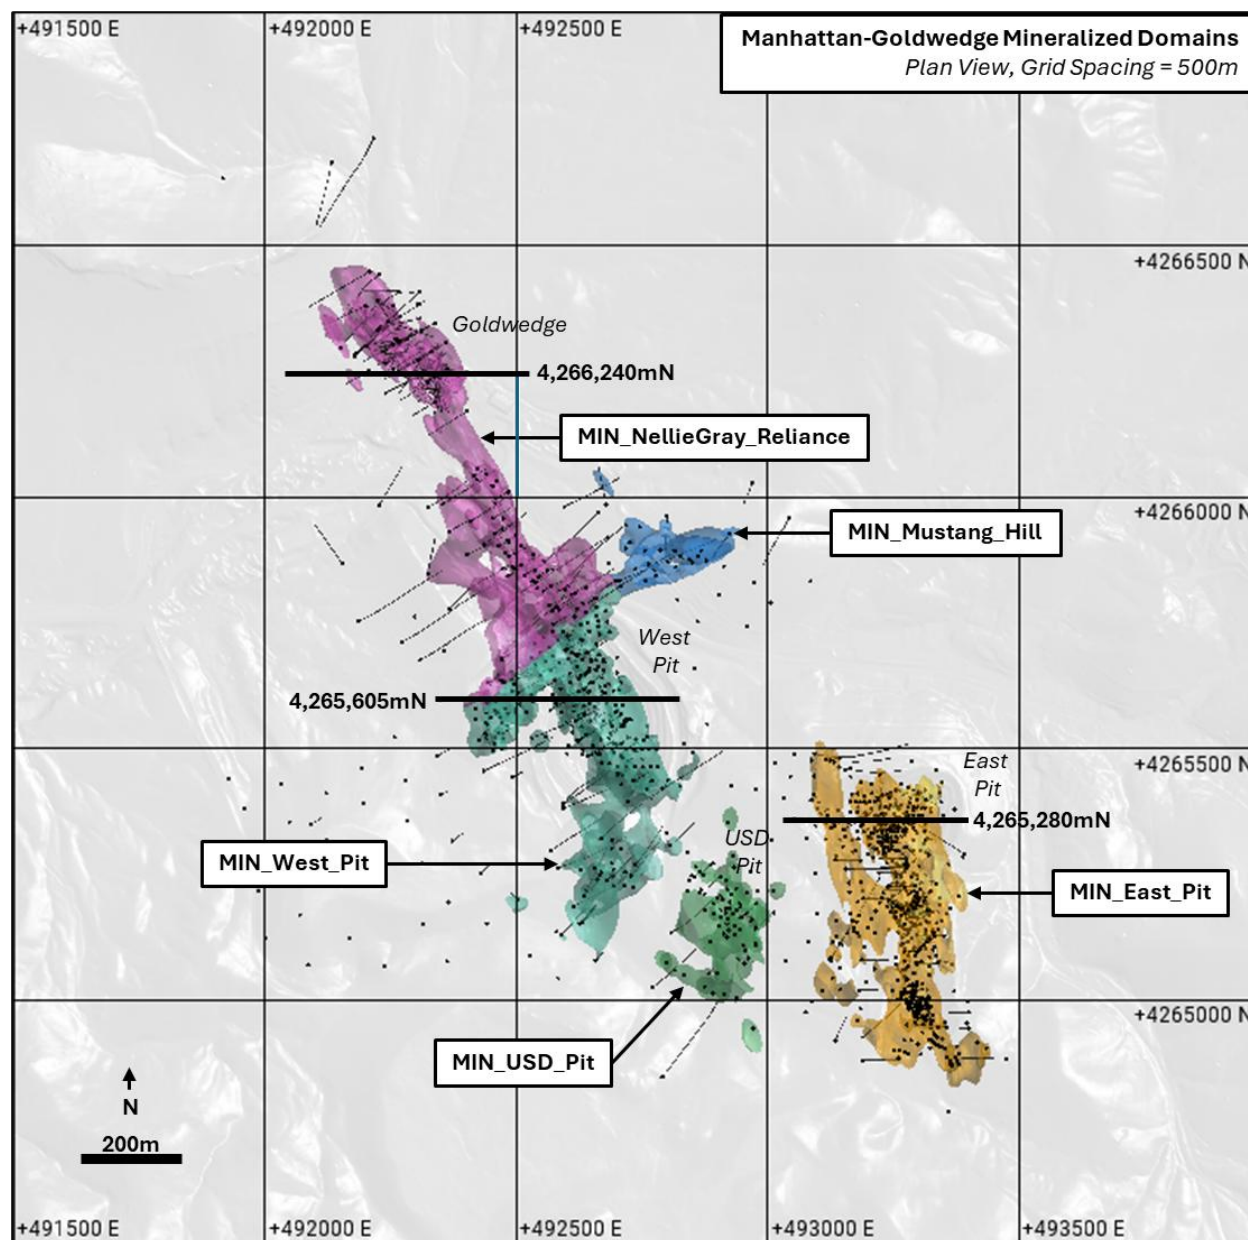 +491500 E
+492000 E
+492500 E
Manhattan-Goldwedge Mineralized Domains
Plan View, Grid Spacing = 500m
+4266500 N
Goldwedge
4,266,240mN
MIN_NellieGray_Reliance
+4266000 N
MIN_Mustang_Hill
West
Pit
4,265,605mN
+4265500 N
East
Pit
4,265,280mN
USD
Pit
MIN_West_Pit
MIN_East_Pit
+4265000 N
MIN_USD_Pit
N
200m
+491500 E
+492000 E
+492500 E
+493000 E
+493500 E